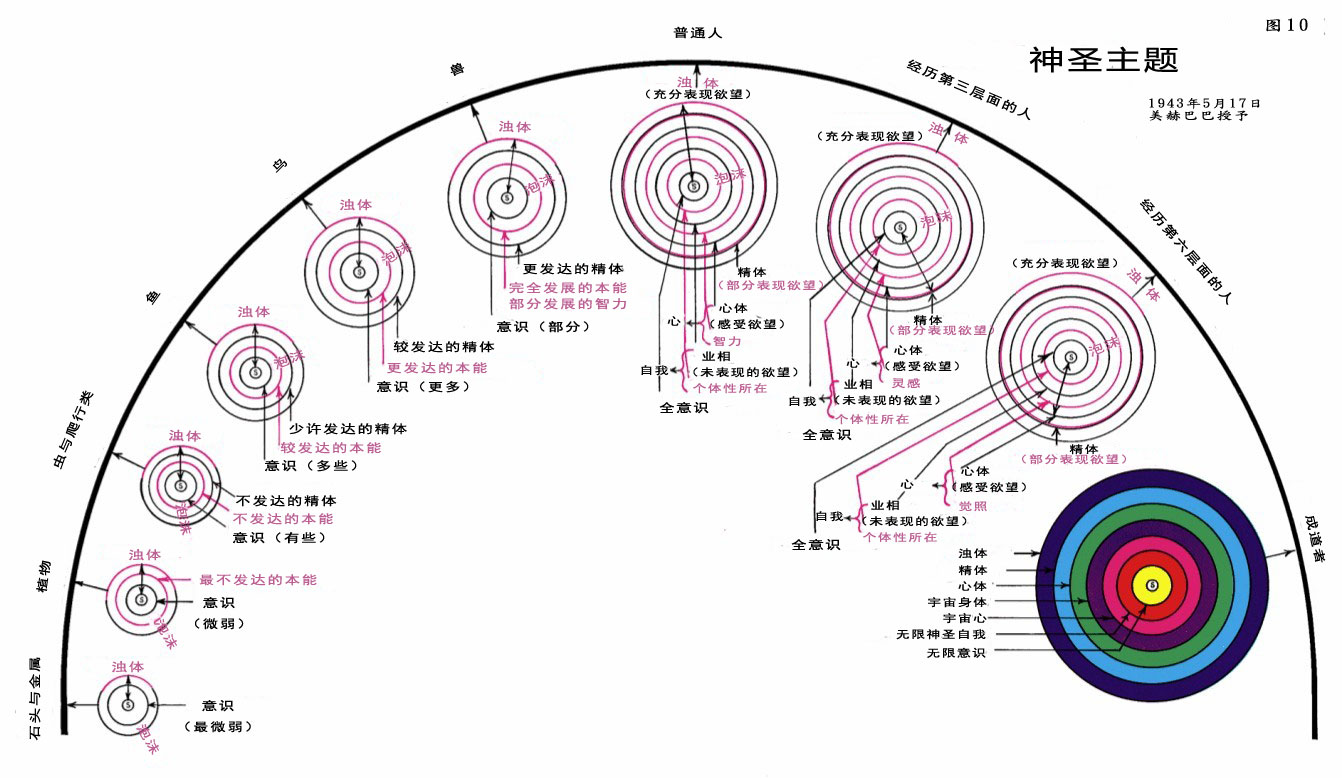 图10
神圣主题
1943年5月17日
美赫巴巴授予
石头与金属
浊体
S
泡沫
意识
(最微弱)
植物
浊体
S
泡沫
最不发达的本能
意识
(微弱)
虫与爬行类
浊体
S
泡沫
不发达的精体
不发达的本能
意识(有些)
鱼
浊体
S
泡沫
少许发达的精体
较发达的本能
意识(多些)
鸟
浊体
S
泡沫
较发达的精体
更发达的本能
意识(更多)
兽
浊体
S
泡沫
更发达的精体
完全发展的本能
部分发展的智力
意识(部分)
普通人
浊体
(充分表现欲望)
S
泡沫
精体
(部分表现欲望)
心体
心
(感受欲望)
智力
业相
自我
(未表现的欲望)
个体性所在
全意识
经历第三层面的人
浊体
(充分表现欲望)
S
泡沫
精体
(部分表现欲望)
心体
心
(感受欲望)
灵感
业相
自我
(未表现的欲望)
个体性所在
全意识
经历第六层面的人
浊体
(充分表现欲望)
S
泡沫
精体
(部分表现欲望)
心体
心
(感受欲望)
觉照
业相
自我
(未表现的欲望)
个体性所在
全意识
成道者
S
浊体
精体
心体
宇宙身体
宇宙心
无限神圣自我
无限意识